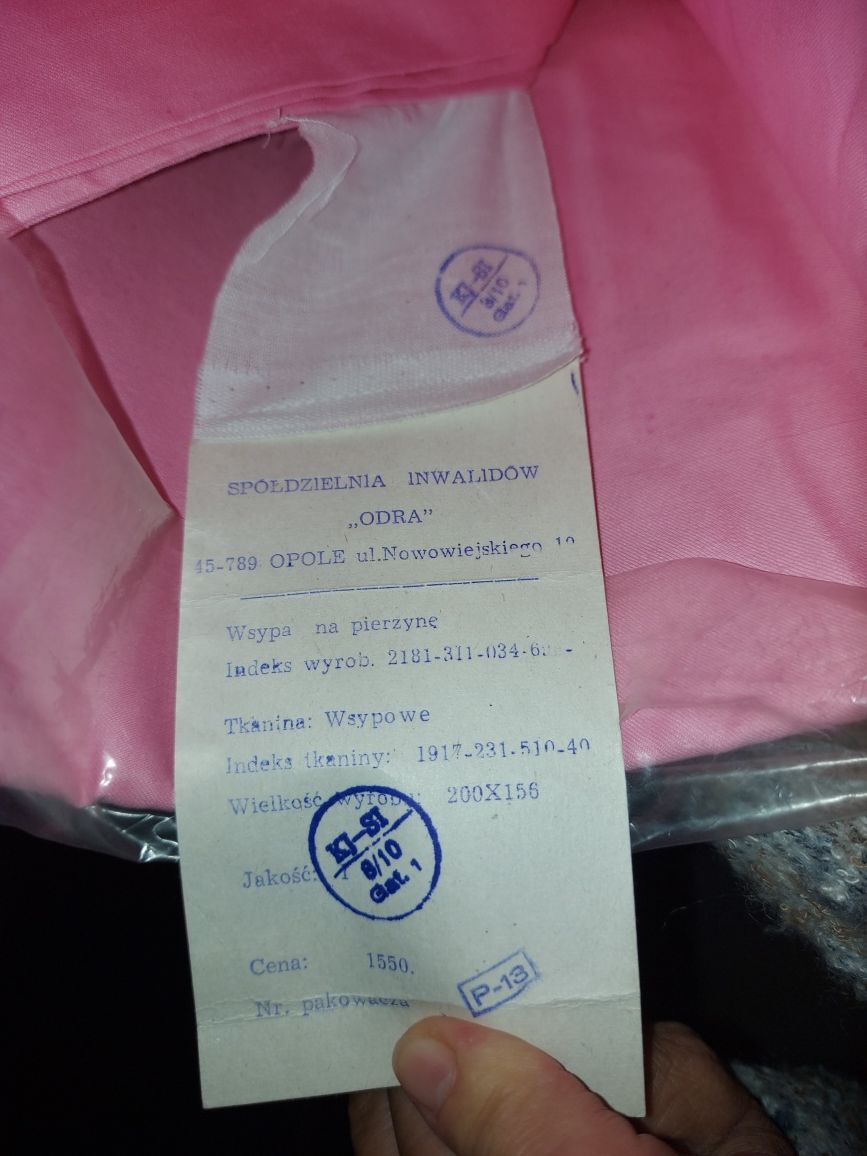 KJ-SI
9/10
Gat. 1
SPÓŁDZIELNIA INWALIDÓW
„ODRA”
45-789 OPOLE ul.Nowowiejskiego
Wsypa na pierzynę
Indeks wyrob. 2181-311-034-
Tkanina: Wsypowe
Indeks tkaniny: 1917-231-510-40
Wielkość wyrobu: 200X156
KJ-SI
9/10
Gat. 1
Jakość:
Cena: 1550.
Nr. pakowacza
P-13